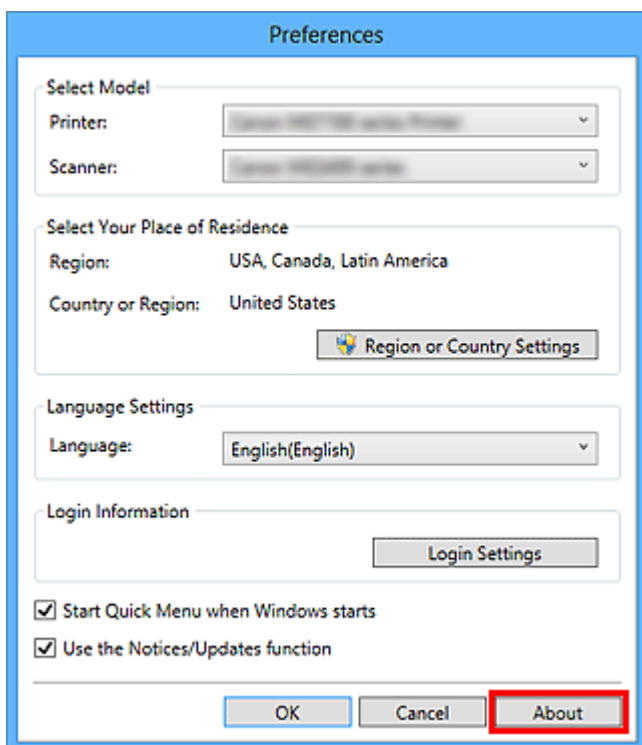 Preferences
Select Model
Printer:
Scanner:
Select Your Place of Residence
Region: USA, Canada, Latin America
Country or Region: United States
Region or Country Settings
Language Settings
Language: English(English)
Login Information
Login Settings
Start Quick Menu when Windows starts
Use the Notices/Updates function
OK Cancel About